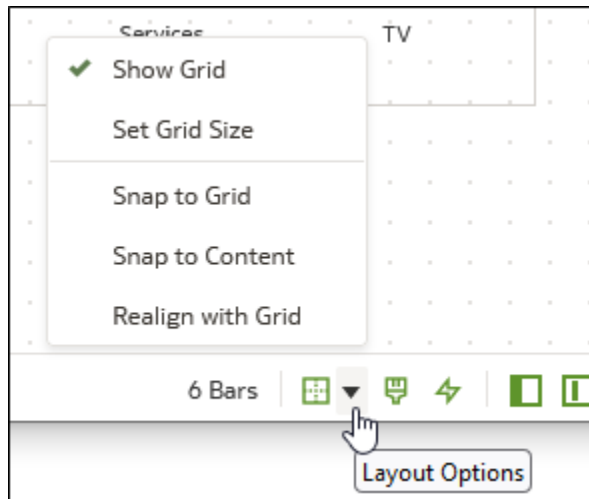 Services
TV
Show Grid
Set Grid Size
Snap to Grid
Snap to Content
Realign with Grid
6 Bars
Layout Options